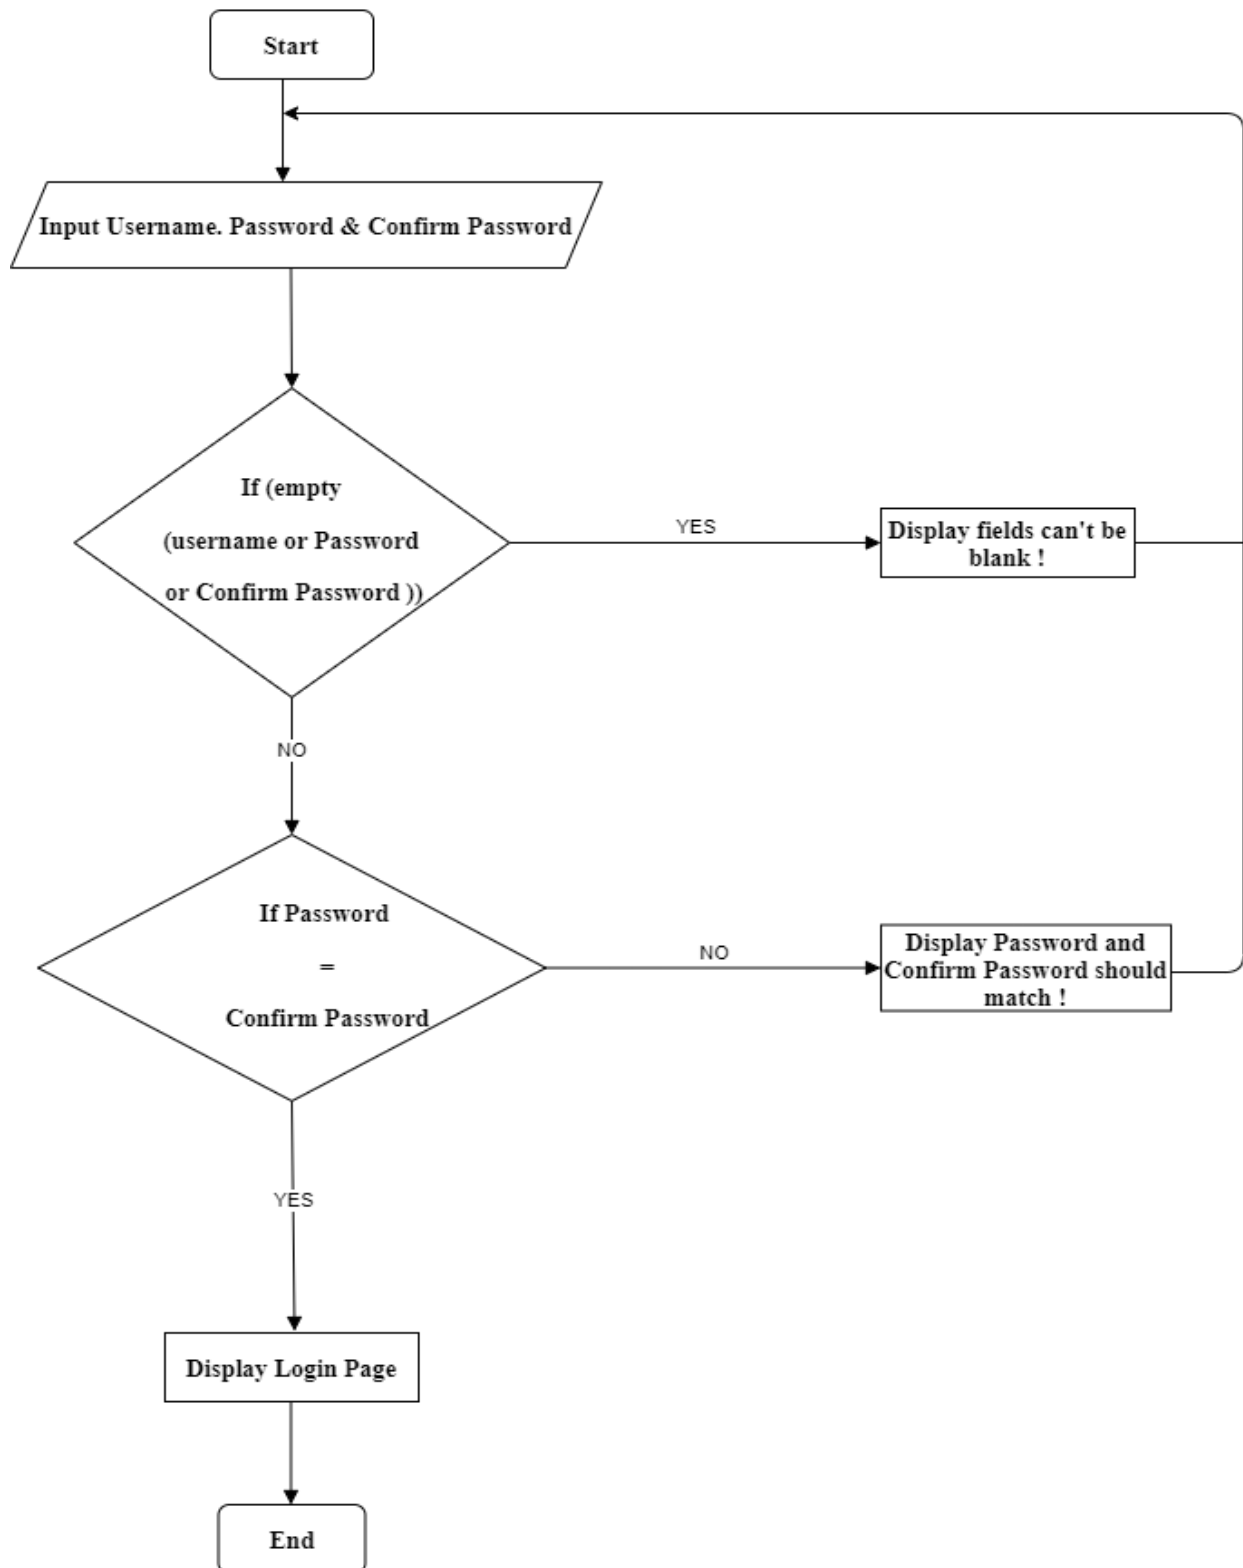 Start
Input Username. Password & Confirm Password
If (empty
(username or Password
or Confirm Password ))
YES
Display fields can't be
blank !
NO
If Password
=
Confirm Password
NO
Display Password and
Confirm Password should
match !
YES
Display Login Page
End